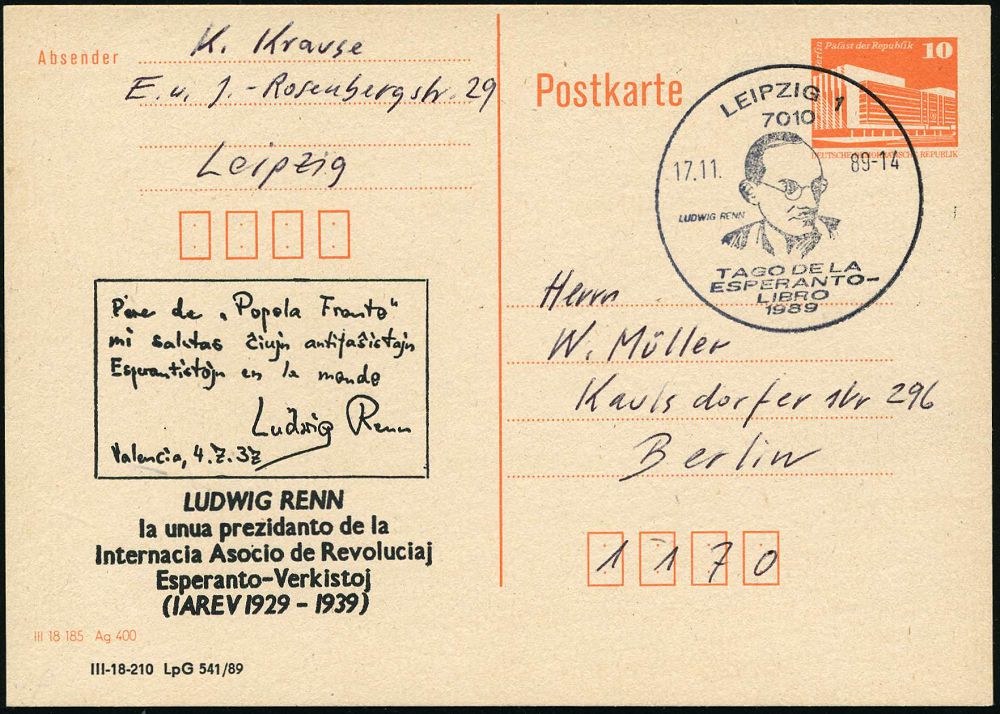 Absender
K. Krause
E. u. J.-Rosenbergstr. 29
Leipzig
Pere de „Popola Fronto"
mi salutas ĉiujn antifaŝistajn
Esperantistojn en la mondo
Ludwig Renn
Valencia, 4.7.37
LUDWIG RENN
la unua prezidanto de la
Internacia Asocio de Revoluciaj
Esperanto-Verkistoj
(IAREV 1929 - 1939)
III 18 185 Ag 400
III-18-210 LpG 541/89
Postkarte
Berlin Palast der Republik 10
DEUTSCHE DEMOKRATISCHE REPUBLIK
LEIPZIG 1
7010
17.11. 89-14
LUDWIG RENN
TAGO DE LA
ESPERANTO-
LIBRO
1989
Herrn
W. Müller
Kaulsdorfer Str 296
Berlin
1170